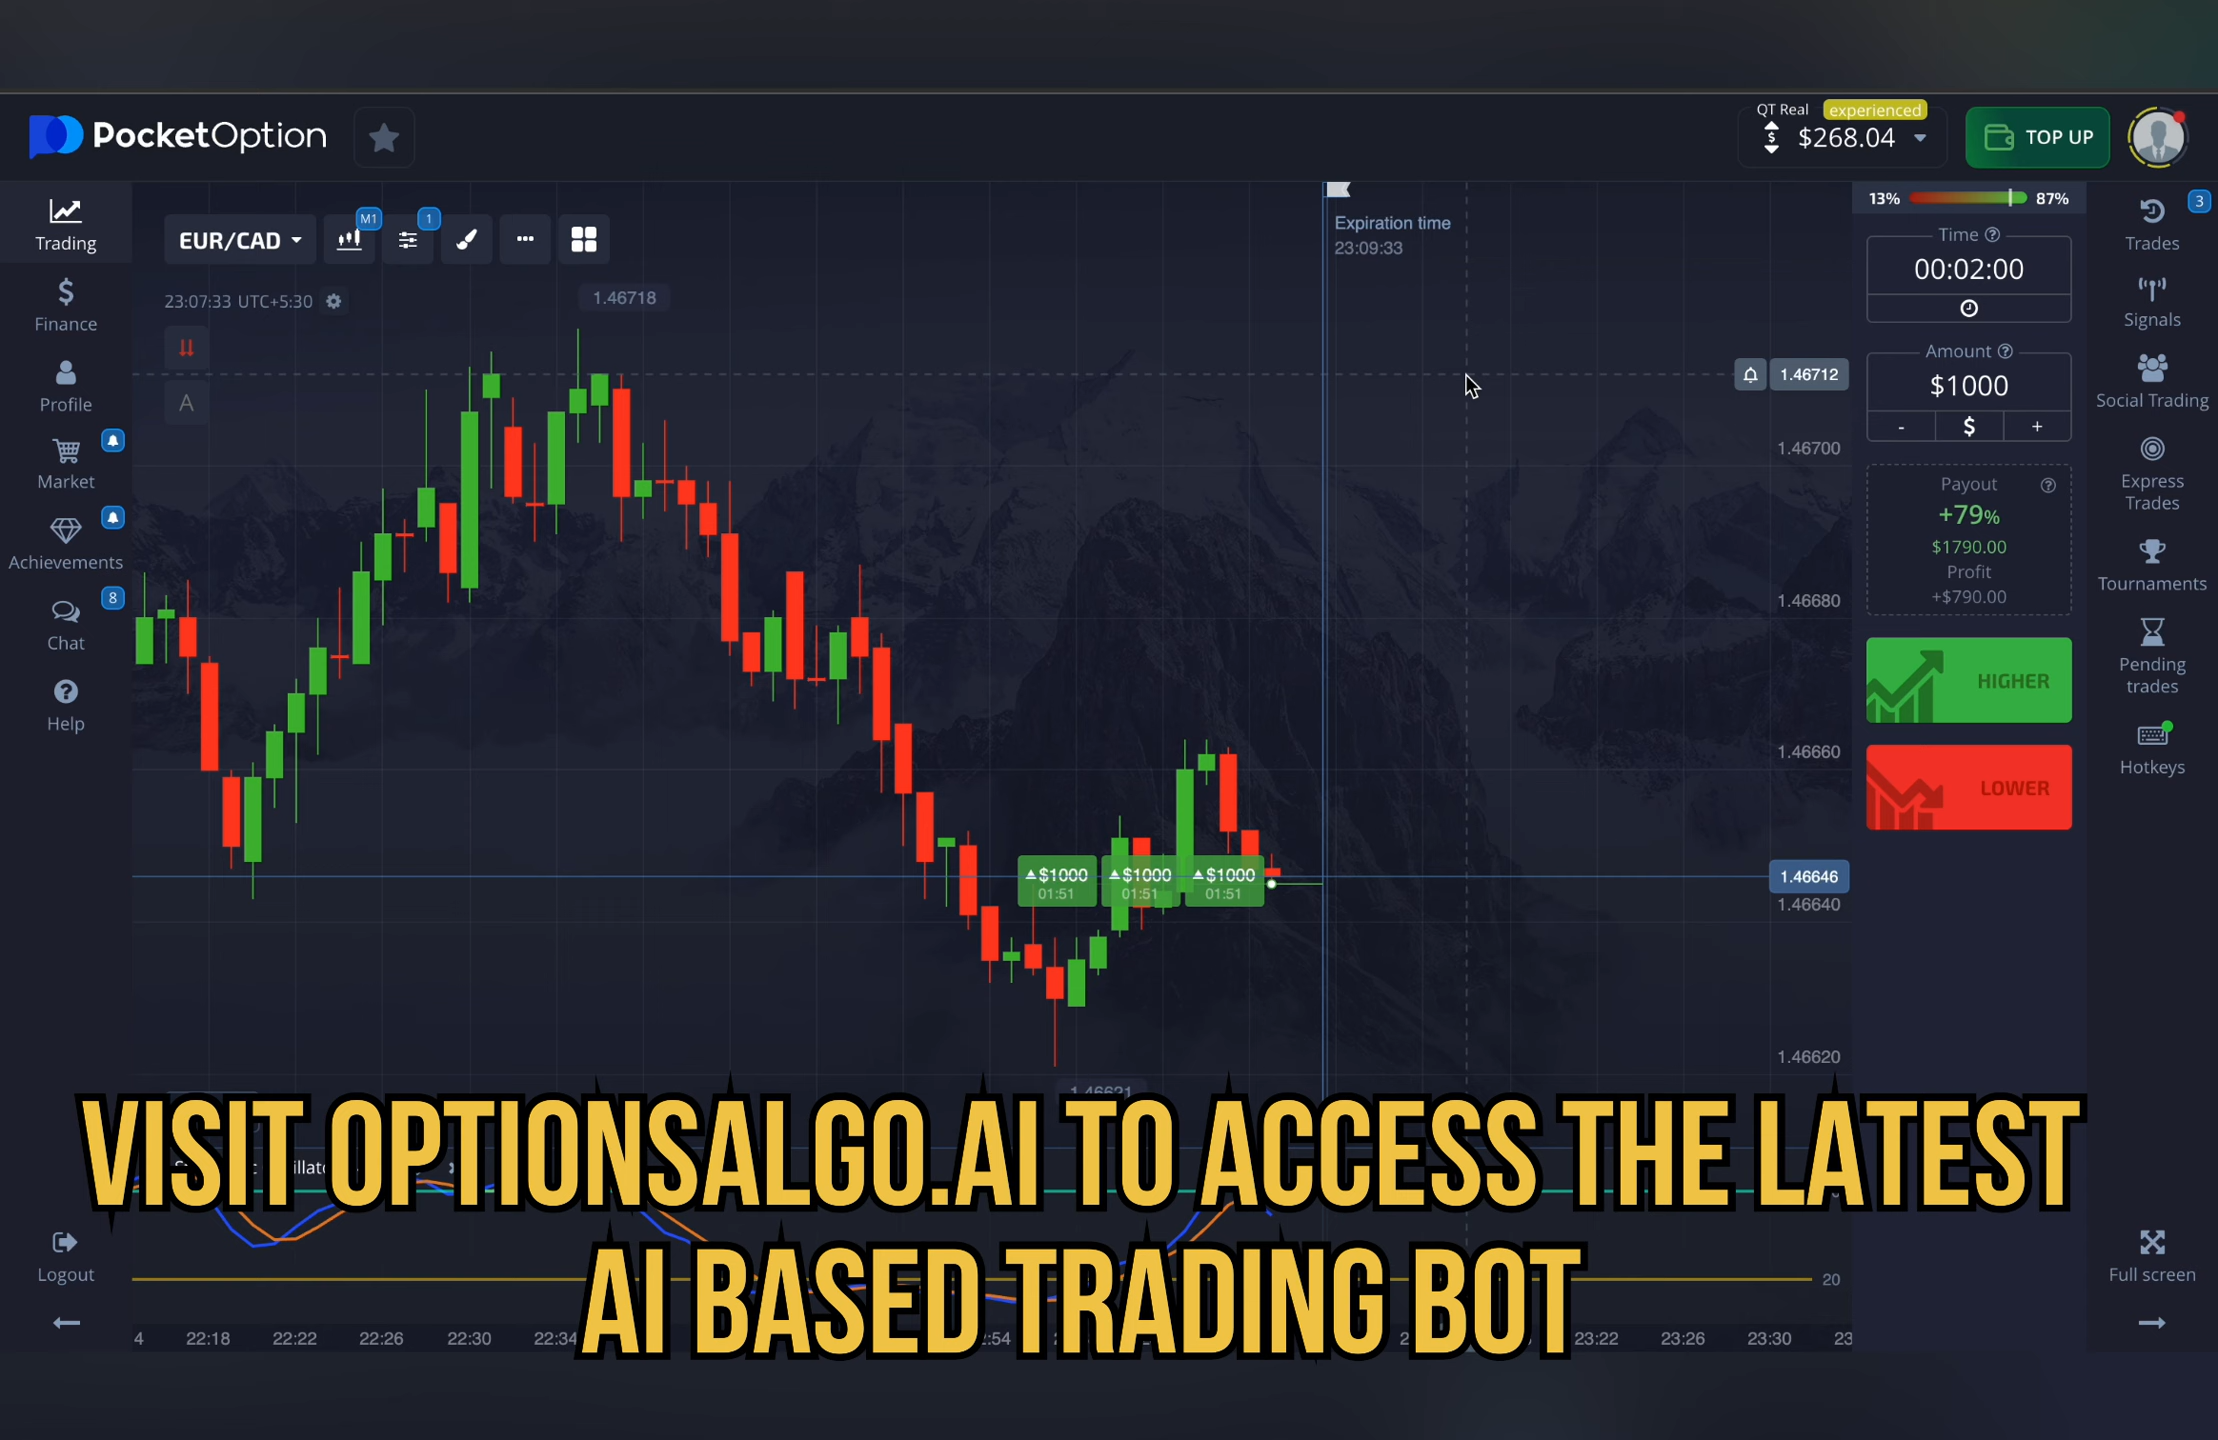 PocketOption
QT Real experienced
$268.04
TOP UP
Trading
Finance
Profile
Market
Achievements
8
Chat
Help
Logout
EUR/CAD
M1
1
23:07:33 UTC+5:30
A
1.46718
Expiration time
23:09:33
1.46712
1.46700
1.46680
1.46660
1.46646
1.46640
1.46620
$1000 $1000 $1000
01:51 01:51 01:51
1.46621
13% 87%
Time
00:02:00
Amount
$1000
- $ +
Payout
+79%
$1790.00
Profit
+$790.00
HIGHER
LOWER
3
Trades
Signals
Social Trading
Express
Trades
Tournaments
Pending
trades
Hotkeys
Full screen
VISIT OPTIONSALGO.AI TO ACCESS THE LATEST
AI BASED TRADING BOT
20
22:18 22:22 22:26 22:30 22:34 23:22 23:26 23:30